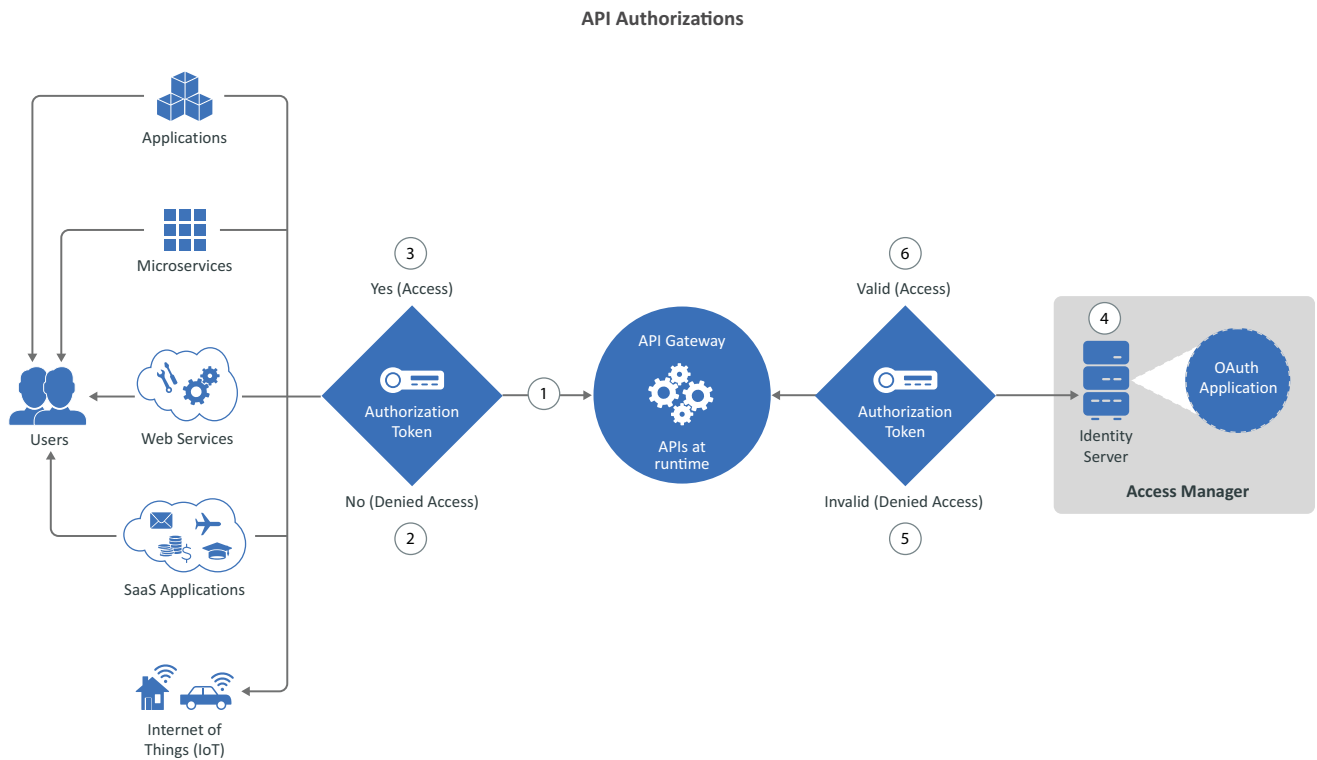 API Authorizations
Applications
Microservices
Users
Web Services
SaaS Applications
$
Internet of
Things (IoT)
3
Yes (Access)
Authorization
Token
No (Denied Access)
2
1
API Gateway
APIs at
runtime
6
Valid (Access)
Authorization
Token
Invalid (Denied Access)
5
4
Identity
Server
OAuth
Application
Access Manager